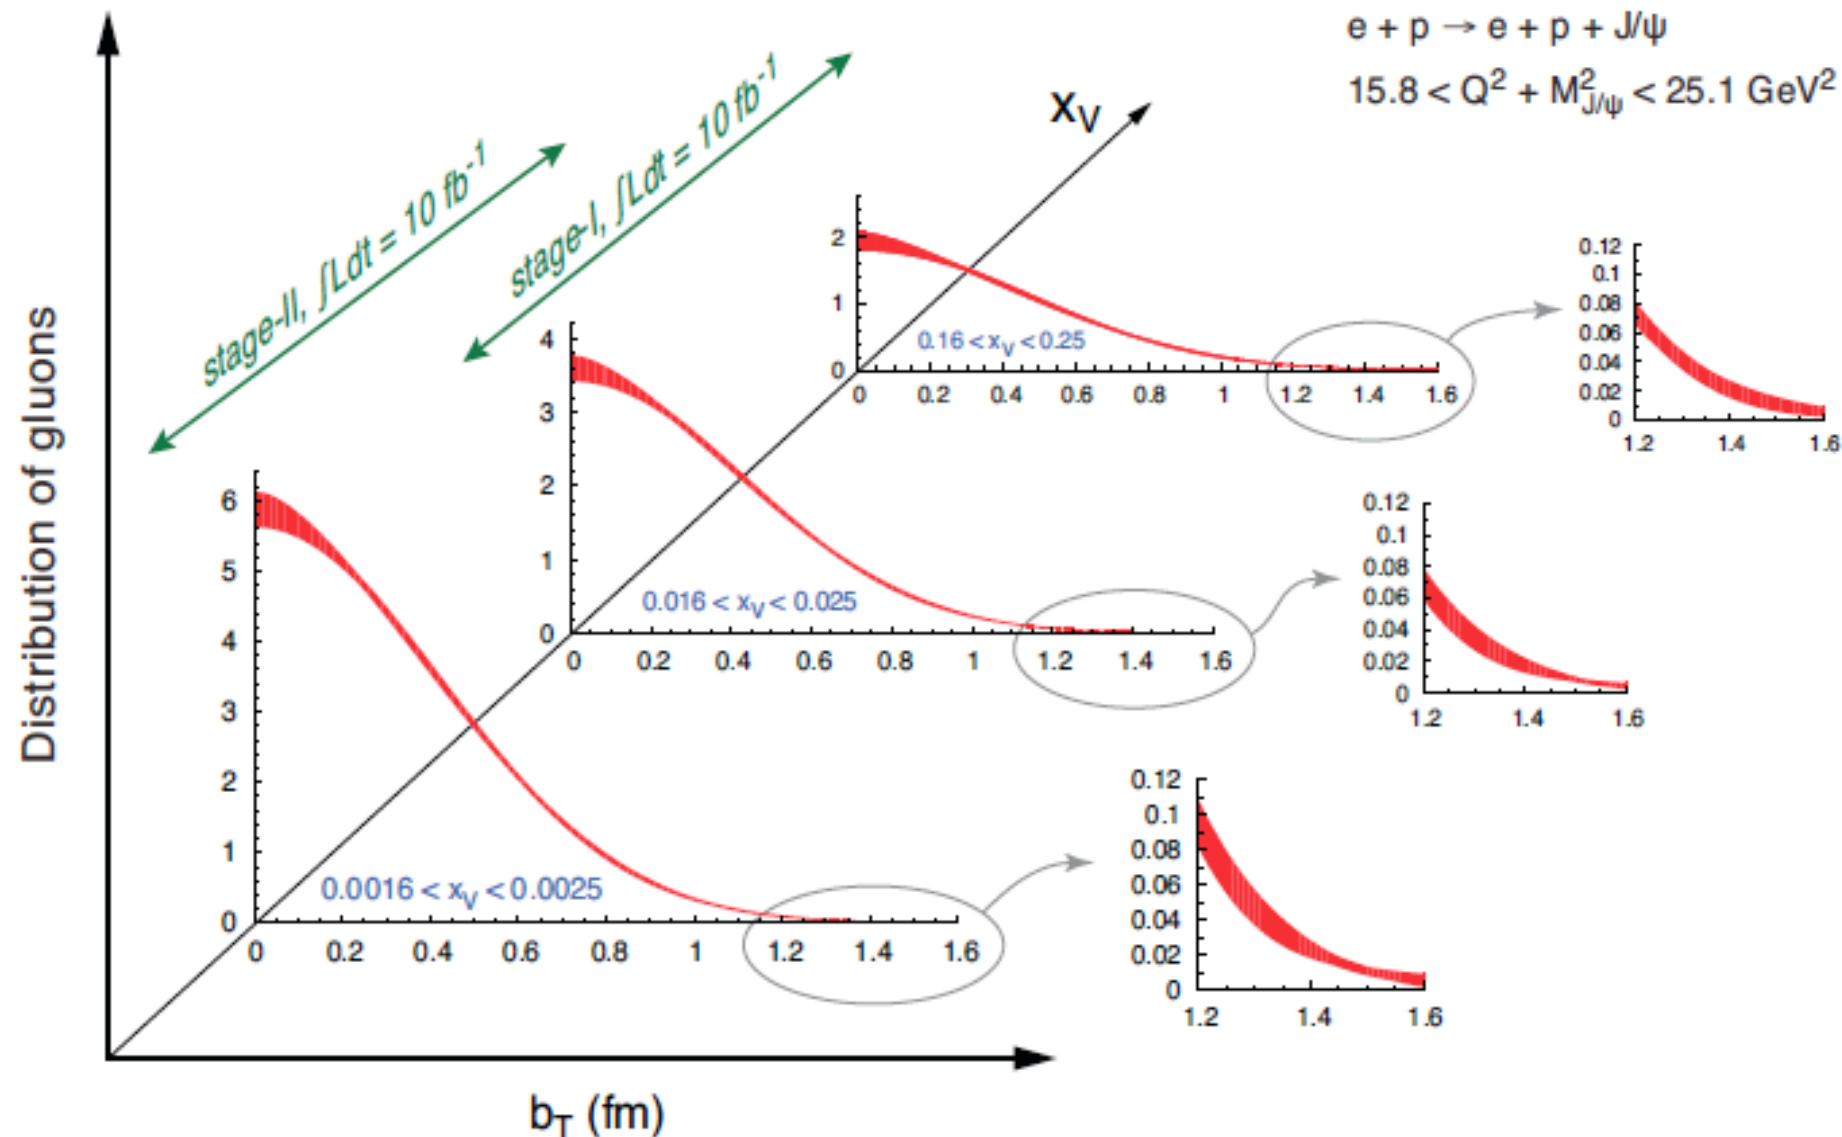 e + p → e + p + J/ψ
15.8 < Q² + M²_J/ψ < 25.1 GeV²
stage-II, ∫Ldt = 10 fb⁻¹
stage-I, ∫Ldt = 10 fb⁻¹
x_V
Distribution of gluons
2
1
0
0.16 < x_V < 0.25
0 0.2 0.4 0.6 0.8 1 1.2 1.4 1.6
0.12
0.1
0.08
0.06
0.04
0.02
0
1.2 1.4 1.6
4
3
2
1
0
0.016 < x_V < 0.025
0 0.2 0.4 0.6 0.8 1 1.2 1.4 1.6
0.12
0.1
0.08
0.06
0.04
0.02
0
1.2 1.4 1.6
6
5
4
3
2
1
0
0.0016 < x_V < 0.0025
0 0.2 0.4 0.6 0.8 1 1.2 1.4 1.6
0.12
0.1
0.08
0.06
0.04
0.02
0
1.2 1.4 1.6
b_T (fm)